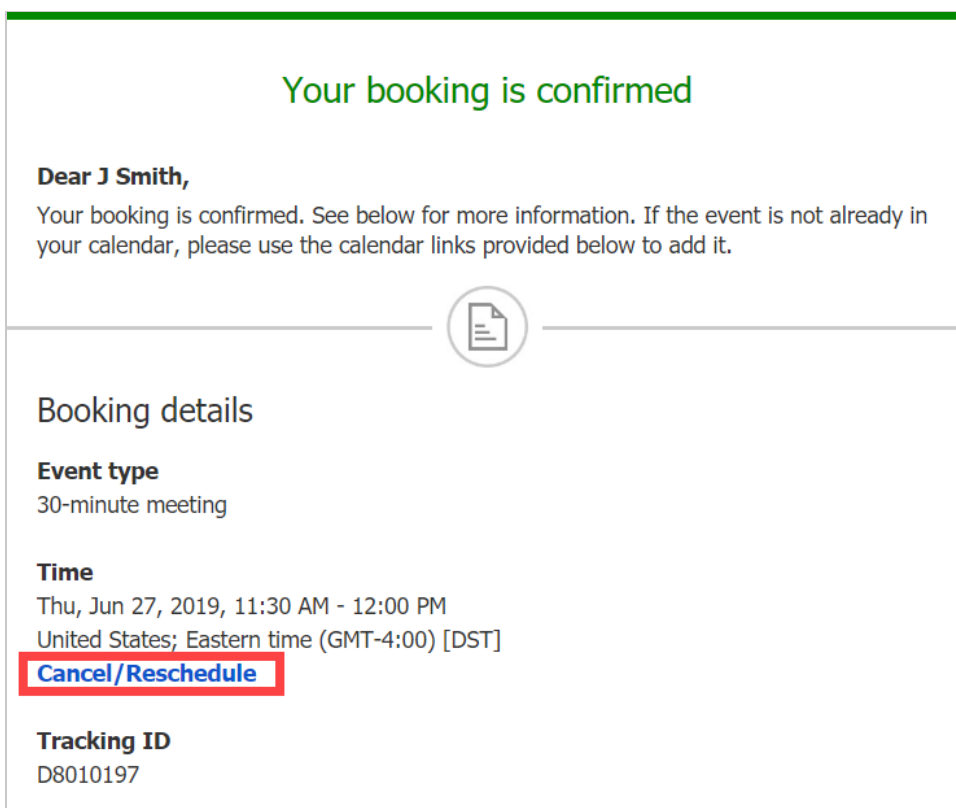 Your booking is confirmed
Dear J Smith,
Your booking is confirmed. See below for more information. If the event is not already in
your calendar, please use the calendar links provided below to add it.
Booking details
Event type
30-minute meeting
Time
Thu, Jun 27, 2019, 11:30 AM - 12:00 PM
United States; Eastern time (GMT-4:00) [DST]
Cancel/Reschedule
Tracking ID
D8010197